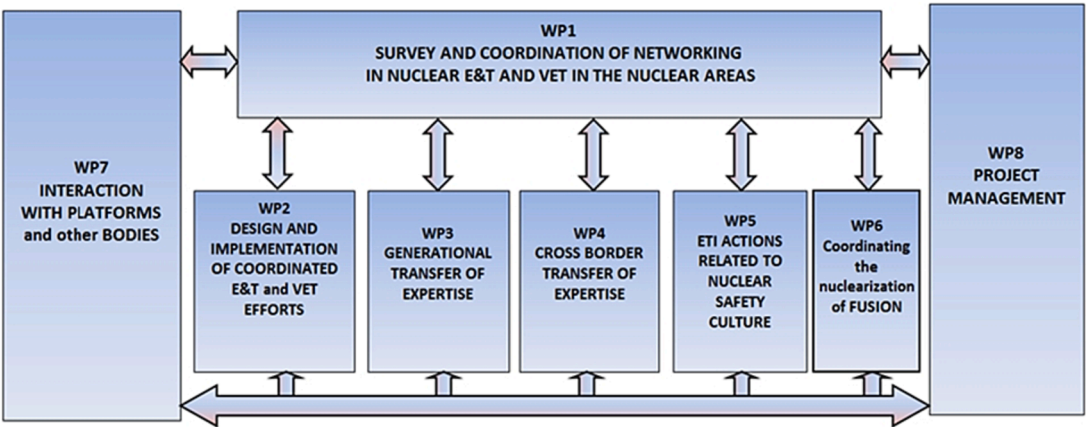 WP1
SURVEY AND COORDINATION OF NETWORKING
IN NUCLEAR E&T AND VET IN THE NUCLEAR AREAS
WP7
INTERACTION
WITH PLATFORMS
and other BODIES
WP2
DESIGN AND
IMPLEMENTATION
OF COORDINATED
E&T and VET
EFFORTS
WP3
GENERATIONAL
TRANSFER OF
EXPERTISE
WP4
CROSS BORDER
TRANSFER OF
EXPERTISE
WP5
ETI ACTIONS
RELATED TO
NUCLEAR
SAFETY
CULTURE
WP6
Coordinating
the
nuclearization
of FUSION
WP8
PROJECT
MANAGEMENT